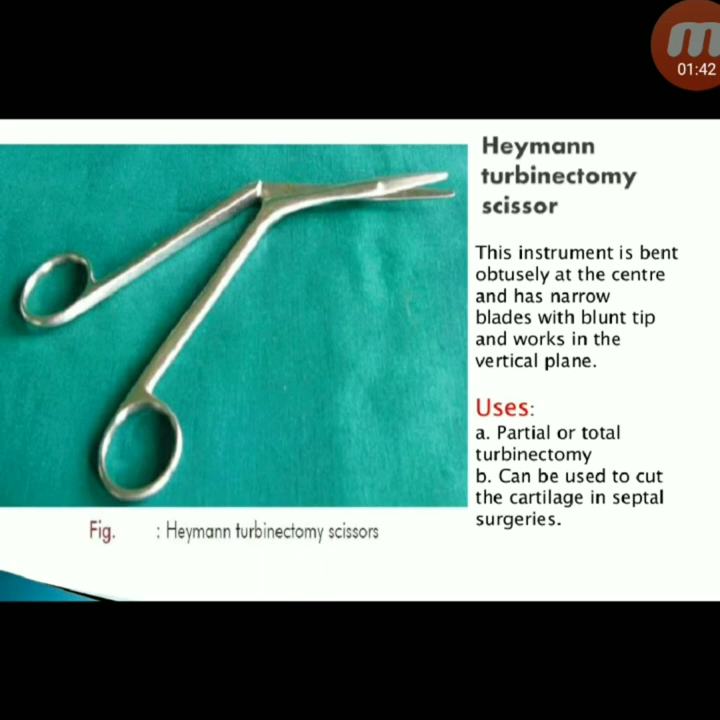 m
01:42
Heymann
turbinectomy
scissor
This instrument is bent
obtusely at the centre
and has narrow
blades with blunt tip
and works in the
vertical plane.
Uses:
a. Partial or total
turbinectomy
b. Can be used to cut
the cartilage in septal
surgeries.
Fig. : Heymann turbinectomy scissors